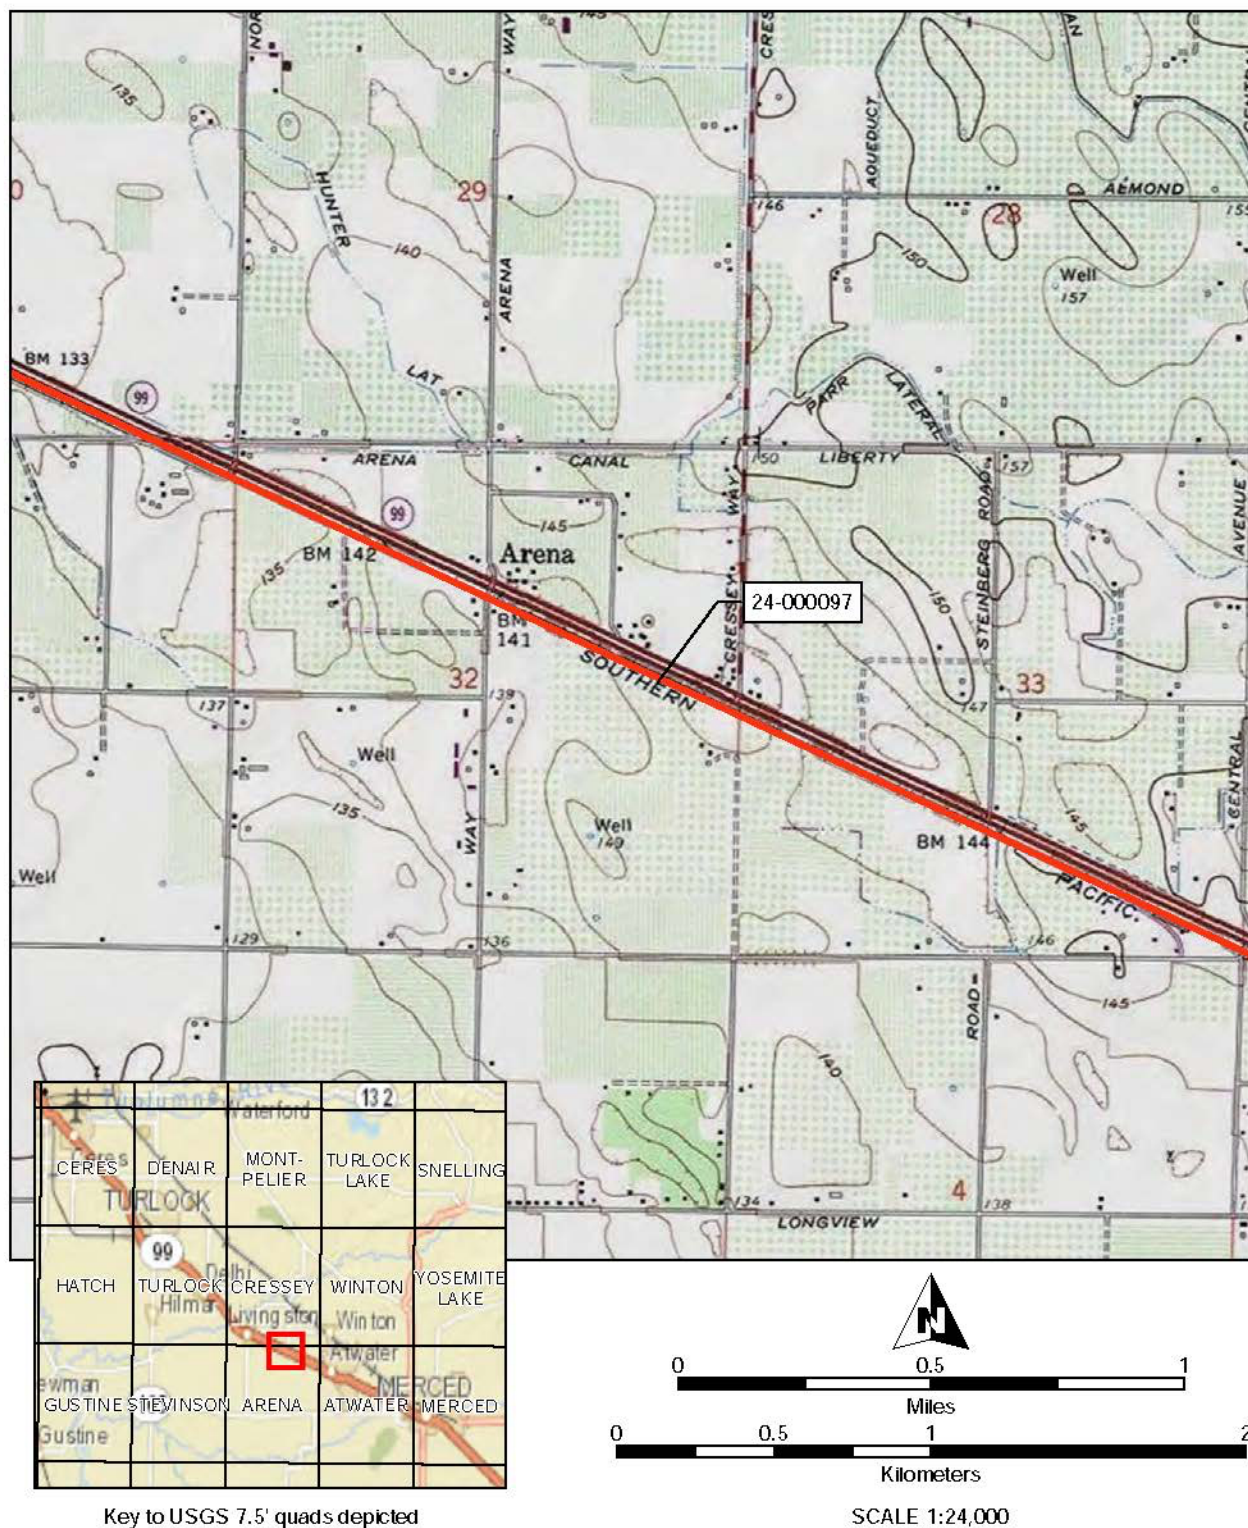 145
NOR
WAY
CRES
AN
135
AQUEDUCT
29
HUNTER
ALMOND
146
28
155
140
150
ARENA
Well
157
BM 133
99
LAT
PARR
LATERAL
ARENA
CANAL
150
LIBERTY
157
99
145
WAY
STEINBERG ROAD
AVENUE
BM 142
Arena
135
150
24-000097
BM
141
CRESSEY
SOUTHERN
32
139
33
137
147
Well
135
WAY
CENTRAL
Well
149
145
BM 144
Well
PACIFIC
129
136
146
ROAD
145
140
134
4
138
LONGVIEW
132
Waterford
CERES
DENAIR
MONT-
PELIER
TURLOCK
LAKE
SNELLING
TURLOCK
99
HATCH
TURLOCK
Delhi
CRESSEY
WINTON
YOSEMITE
LAKE
Hilmar
Livingston
Winton
Atwater
ewman
MERCED
GUSTINE
STEVINSON
ARENA
ATWATER
MERCED
Gustine
N
0
0.5
1
Miles
0
0.5
1
2
Kilometers
Key to USGS 7.5' quads depicted
SCALE 1:24,000